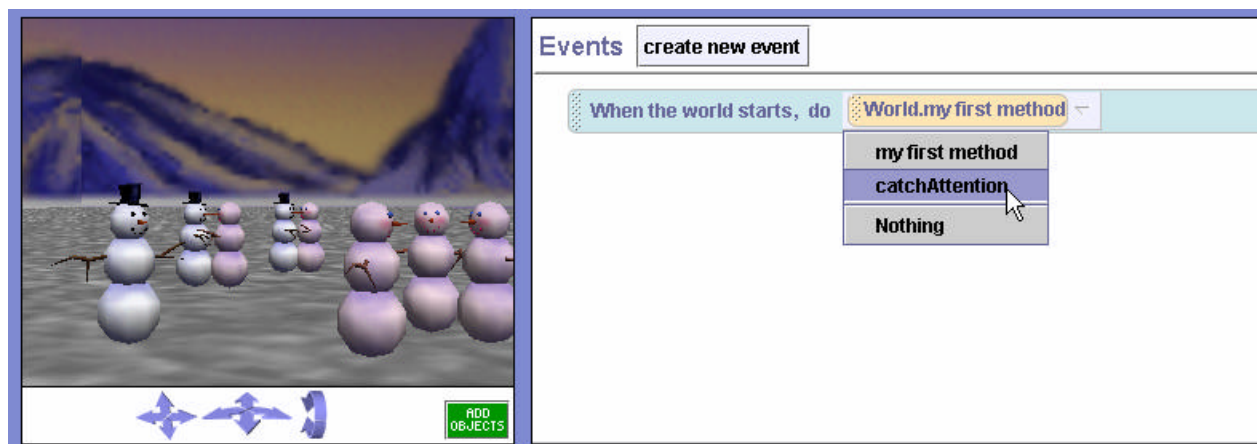 Events create new event
When the world starts, do World.my first method
my first method
catchAttention
Nothing
ADD
OBJECTS